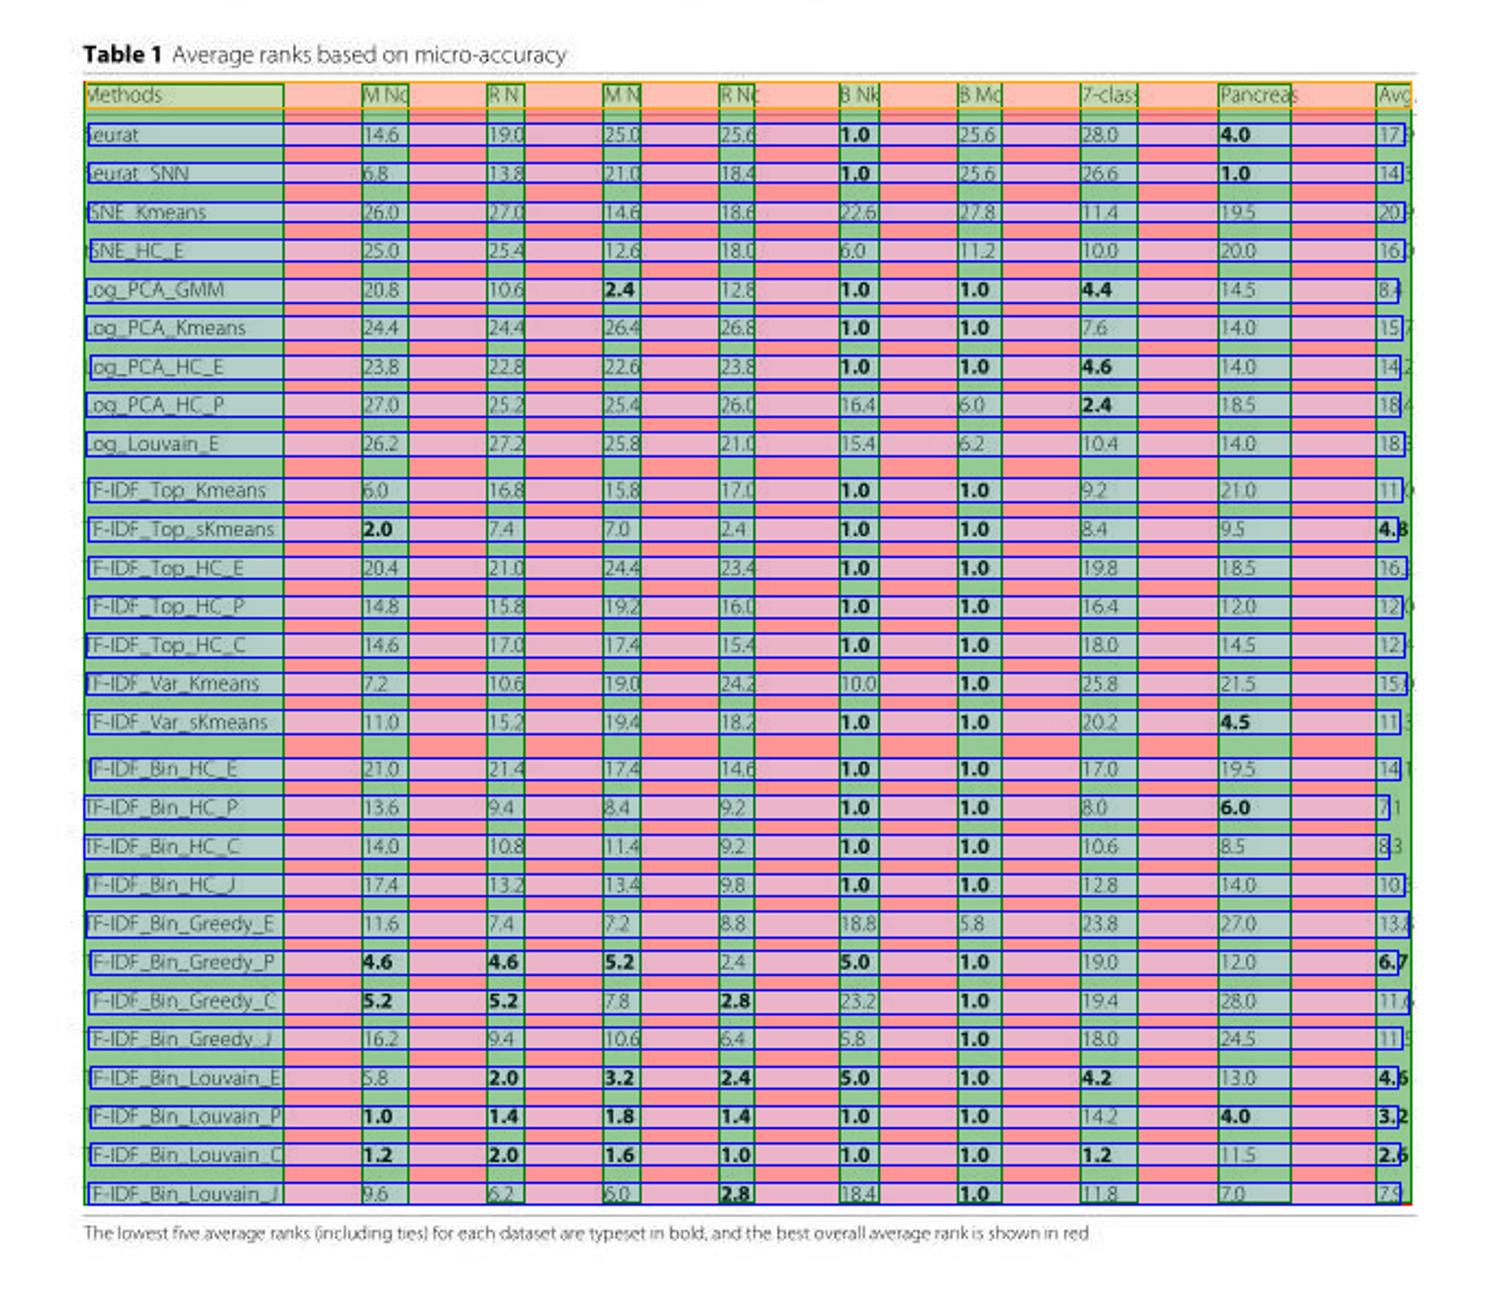 Table 1 Average ranks based on micro-accuracy
Methods M No R N M N R No B Nk B Mo 7-class Pancreas Avg.
Seurat 14.6 19.0 25.0 25.6 1.0 25.6 28.0 4.0 17.9
Seurat_SNN 6.8 13.8 21.0 18.4 1.0 25.6 26.6 1.0 14.3
tSNE_Kmeans 26.0 27.0 14.6 18.6 22.6 27.8 11.4 19.5 20.9
tSNE_HC_E 25.0 25.4 12.6 18.0 6.0 11.2 10.0 20.0 16.0
Log_PCA_GMM 20.8 10.6 2.4 12.8 1.0 1.0 4.4 14.5 8.4
Log_PCA_Kmeans 24.4 24.4 26.4 26.8 1.0 1.0 7.6 14.0 15.7
Log_PCA_HC_E 23.8 22.8 22.6 23.8 1.0 1.0 4.6 14.0 14.2
Log_PCA_HC_P 27.0 25.2 25.4 26.0 16.4 6.0 2.4 18.5 18.4
Log_Louvain_E 26.2 27.2 25.8 21.0 15.4 6.2 10.4 14.0 18.3
TF-IDF_Top_Kmeans 6.0 16.8 15.8 17.0 1.0 1.0 9.2 21.0 11.0
TF-IDF_Top_sKmeans 2.0 7.4 7.0 2.4 1.0 1.0 8.4 9.5 4.8
TF-IDF_Top_HC_E 20.4 21.0 24.4 23.4 1.0 1.0 19.8 18.5
TF-IDF_Top_HC_P 14.8 15.8 19.2 16.0 1.0 1.0 16.4 12.0 12.0
TF-IDF_Top_HC_C 14.6 17.0 17.4 15.4 1.0 1.0 18.0 14.5 12.4
TF-IDF_Var_Kmeans 7.2 10.6 19.0 24.2 10.0 1.0 25.8 21.5 15.0
TF-IDF_Var_sKmeans 11.0 15.2 19.4 18.2 1.0 1.0 20.2 4.5 11.3
TF-IDF_Bin_HC_E 21.0 21.4 17.4 14.6 1.0 1.0 17.0 19.5 14.1
TF-IDF_Bin_HC_P 13.6 9.4 8.4 9.2 1.0 1.0 8.0 6.0 7.1
TF-IDF_Bin_HC_C 14.0 10.8 11.4 9.2 1.0 1.0 10.6 8.5 8.3
TF-IDF_Bin_HC_J 17.4 13.2 13.4 9.8 1.0 1.0 12.8 14.0 10.3
TF-IDF_Bin_Greedy_E 11.6 7.4 7.2 8.8 18.8 5.8 23.8 27.0 13.8
TF-IDF_Bin_Greedy_P 4.6 4.6 5.2 2.4 5.0 1.0 19.0 12.0 6.7
TF-IDF_Bin_Greedy_C 5.2 5.2 7.8 2.8 23.2 1.0 19.4 28.0 11.6
TF-IDF_Bin_Greedy_J 16.2 9.4 10.6 6.4 5.8 1.0 18.0 24.5 11.5
TF-IDF_Bin_Louvain_E 5.8 2.0 3.2 2.4 5.0 1.0 4.2 13.0 4.6
TF-IDF_Bin_Louvain_P 1.0 1.4 1.8 1.4 1.0 1.0 14.2 4.0 3.2
TF-IDF_Bin_Louvain_C 1.2 2.0 1.6 1.0 1.0 1.0 1.2 11.5 2.6
TF-IDF_Bin_Louvain_J 9.6 6.2 6.0 2.8 18.4 1.0 11.8 7.0 7.9
The lowest five average ranks (including ties) for each dataset are typeset in bold, and the best overall average rank is shown in red